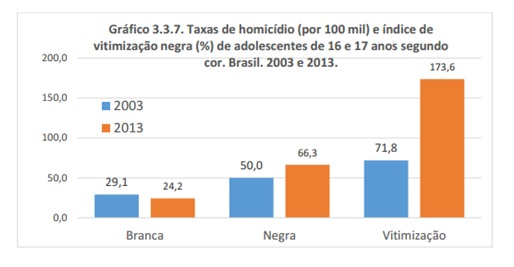 Gráfico 3.3.7. Taxas de homicídio (por 100 mil) e índice de
vitimização negra (%) de adolescentes de 16 e 17 anos segundo
cor. Brasil. 2003 e 2013.
200,0
150,0
100,0
50,0
0,0
2003
2013
29,1
24,2
50,0
66,3
71,8
173,6
Branca
Negra
Vitimização